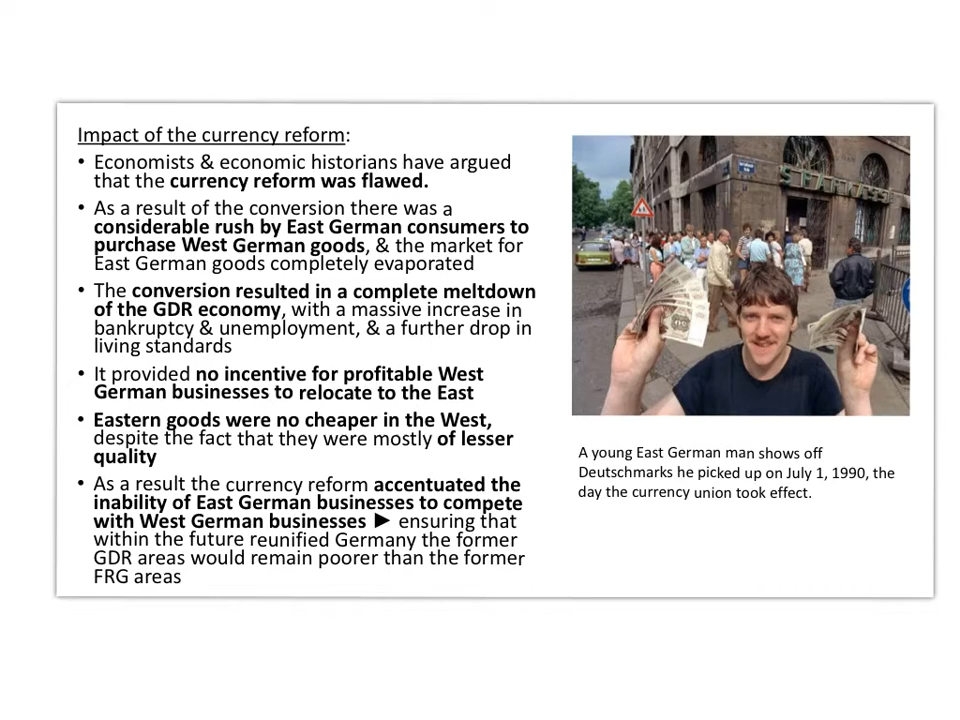 Impact of the currency reform:
• Economists & economic historians have argued
that the currency reform was flawed.
• As a result of the conversion there was a
considerable rush by East German consumers to
purchase West German goods, & the market for
East German goods completely evaporated
• The conversion resulted in a complete meltdown
of the GDR economy, with a massive increase in
bankruptcy & unemployment, & a further drop in
living standards
• It provided no incentive for profitable West
German businesses to relocate to the East
• Eastern goods were no cheaper in the West,
despite the fact that they were mostly of lesser
quality
• As a result the currency reform accentuated the
inability of East German businesses to compete
with West German businesses ► ensuring that
within the future reunified Germany the former
GDR areas would remain poorer than the former
FRG areas
SPARKASSE
A young East German man shows off
Deutschmarks he picked up on July 1, 1990, the
day the currency union took effect.